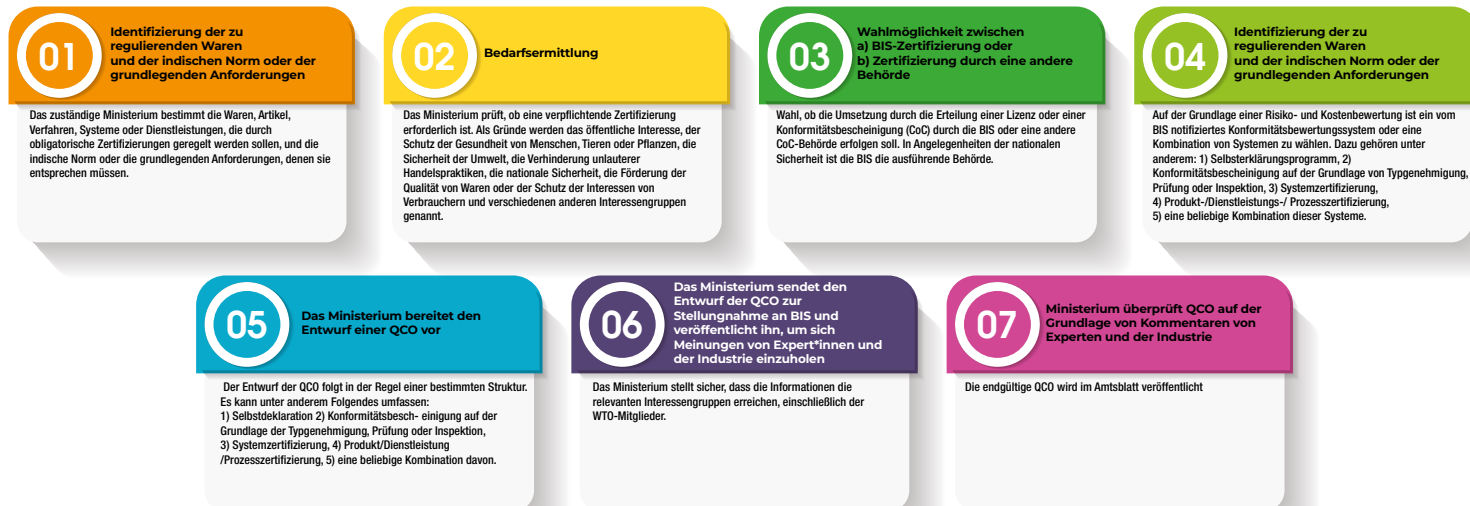 01
Identifizierung der zu
regulierenden Waren
und der indischen Norm oder der
grundlegenden Anforderungen
Das zuständige Ministerium bestimmt die Waren, Artikel,
Verfahren, Systeme oder Dienstleistungen, die durch
obligatorische Zertifizierungen geregelt werden sollen, und die
indische Norm oder die grundlegenden Anforderungen, denen sie
entsprechen müssen.
02
Bedarfsermittlung
Das Ministerium prüft, ob eine verpflichtende Zertifizierung
erforderlich ist. Als Gründe werden das öffentliche Interesse, der
Schutz der Gesundheit von Menschen, Tieren oder Pflanzen, die
Sicherheit der Umwelt, die Verhinderung unlauterer
Handelspraktiken, die nationale Sicherheit, die Förderung der
Qualität von Waren oder der Schutz der Interessen von
Verbrauchern und verschiedenen anderen Interessengruppen
genannt.
03
Wahlmöglichkeit zwischen
a) BIS-Zertifizierung oder
b) Zertifizierung durch eine andere
Behörde
Wahl, ob die Umsetzung durch die Erteilung einer Lizenz oder einer
Konformitätsbescheinigung (CoC) durch die BIS oder eine andere
CoC-Behörde erfolgen soll. In Angelegenheiten der nationalen
Sicherheit ist die BIS die ausführende Behörde.
04
Identifizierung der zu
regulierenden Waren
und der indischen Norm oder der
grundlegenden Anforderungen
Auf der Grundlage einer Risiko- und Kostenbewertung ist ein vom
BIS notifiziertes Konformitätsbewertungssystem oder eine
Kombination von Systemen zu wählen. Dazu gehören unter
anderem: 1) Selbsterklärungsprogramm, 2)
Konformitätsbescheinigung auf der Grundlage von Typgenehmigung,
Prüfung oder Inspektion, 3) Systemzertifizierung,
4) Produkt-/Dienstleistungs-/ Prozesszertifizierung,
5) eine beliebige Kombination dieser Systeme.
05
Das Ministerium bereitet den
Entwurf einer QCO vor
Der Entwurf der QCO folgt in der Regel einer bestimmten Struktur.
Es kann unter anderem Folgendes umfassen:
1) Selbstdeklaration 2) Konformitätsbesch- einigung auf der
Grundlage der Typgenehmigung, Prüfung oder Inspektion,
3) Systemzertifizierung, 4) Produkt/Dienstleistung
/Prozesszertifizierung, 5) eine beliebige Kombination davon.
06
Das Ministerium sendet den
Entwurf der QCO zur
Stellungnahme an BIS und
veröffentlicht ihn, um sich
Meinungen von Expert*innen und
der Industrie einzuholen
Das Ministerium stellt sicher, dass die Informationen die
relevanten Interessengruppen erreichen, einschließlich der
WTO-Mitglieder.
07
Ministerium überprüft QCO auf der
Grundlage von Kommentaren von
Experten und der Industrie
Die endgültige QCO wird im Amtsblatt veröffentlicht